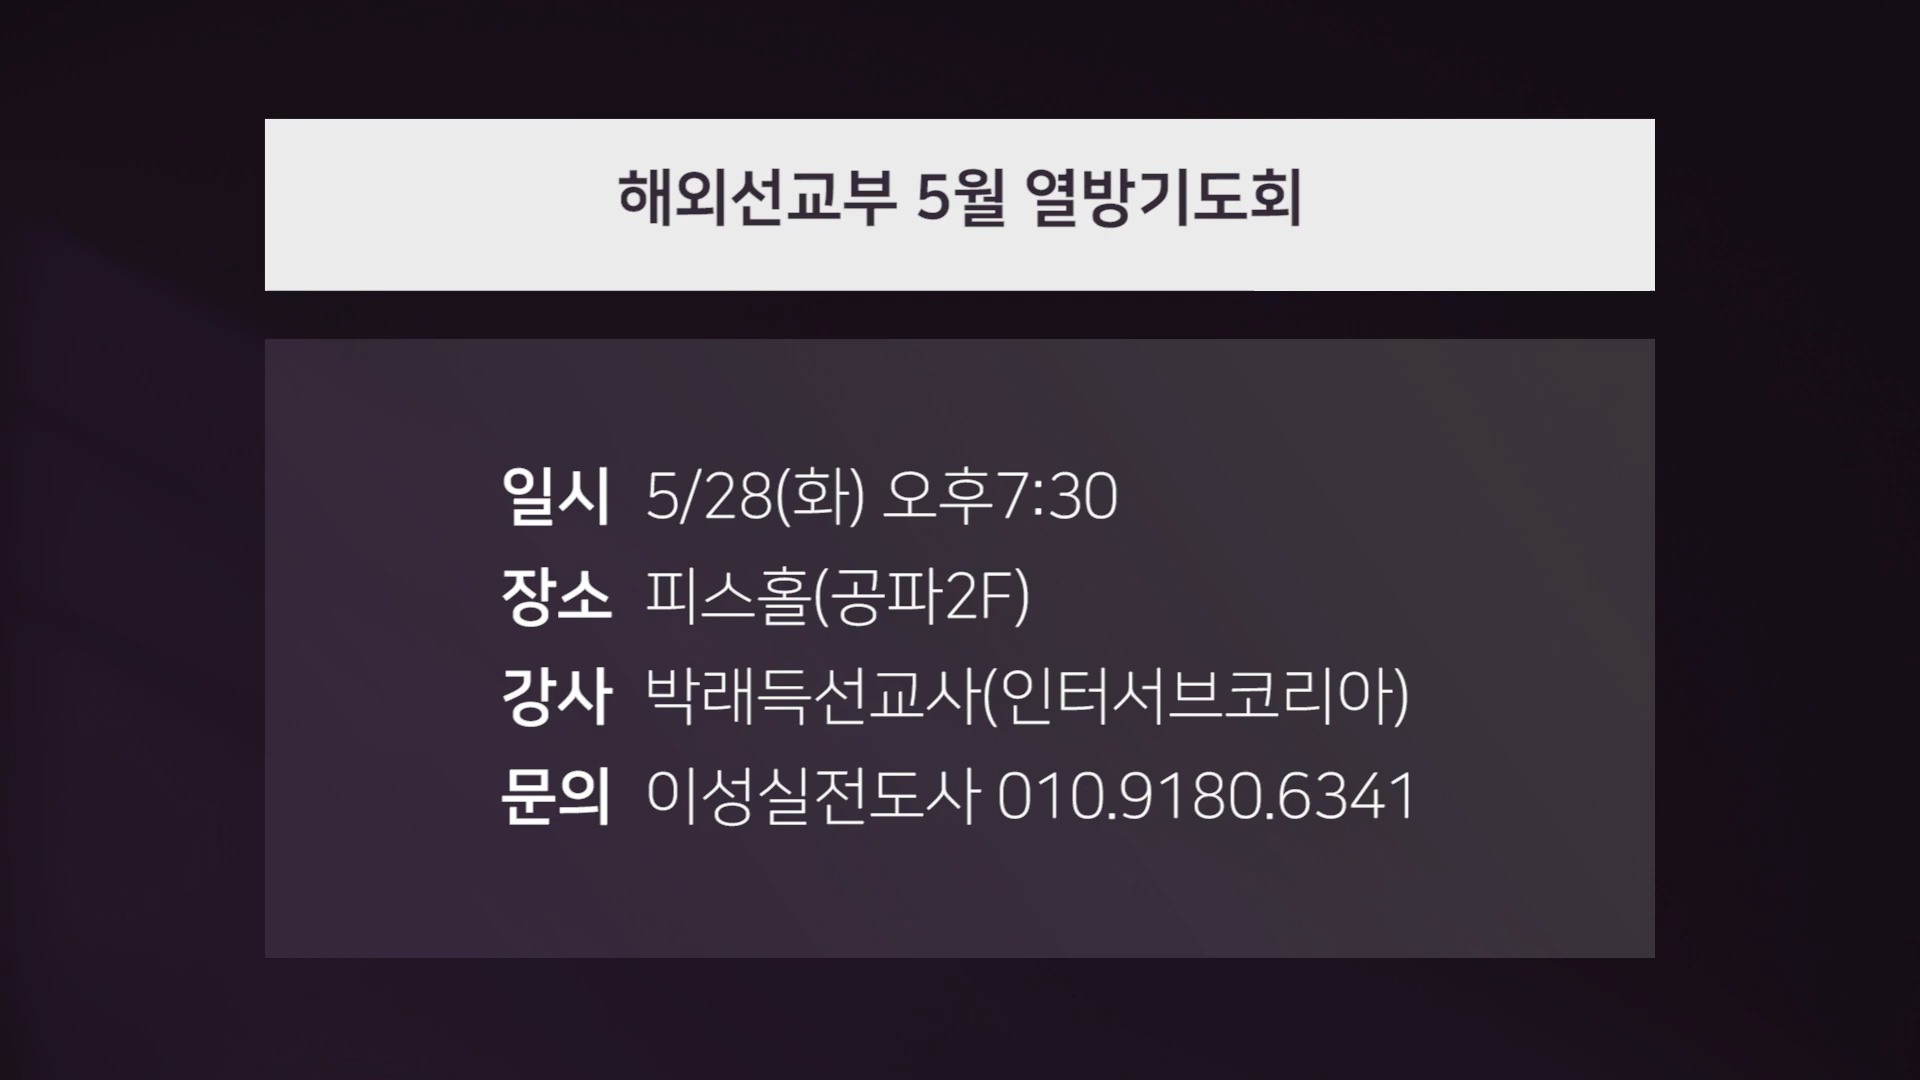 해외선교부 5월 열방기도회
일시 5/28(화) 오후7:30
장소 피스홀(공파2F)
강사 박래득선교사(인터서브코리아)
문의 이성실전도사 010.9180.6341